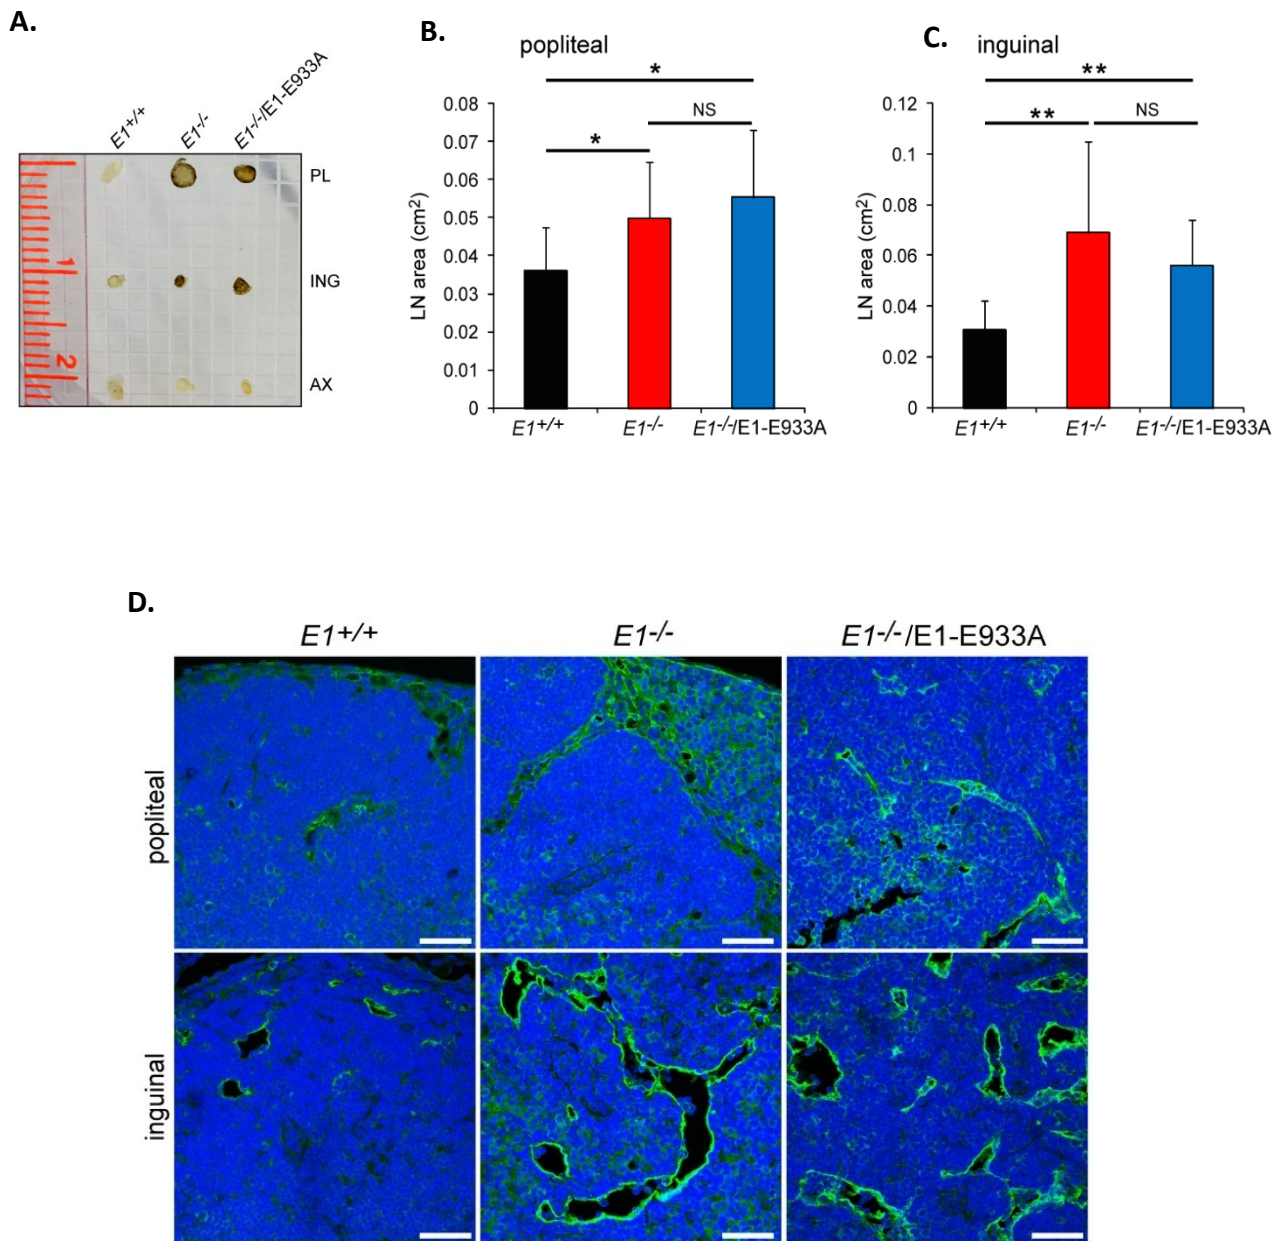 A.
E1+/+
E1-/-
E1-/-/E1-E933A
1
2
PL
ING
AX
B.
popliteal
*
NS
*
0.08
0.07
0.06
0.05
0.04
0.03
0.02
0.01
0
LN area (cm2)
E1+/+
E1-/-
E1-/-/E1-E933A
C.
inguinal
**
**
NS
0.12
0.1
0.08
0.06
0.04
0.02
0
LN area (cm2)
E1+/+
E1-/-
E1-/-/E1-E933A
D.
E1+/+
E1-/-
E1-/-/E1-E933A
popliteal
inguinal